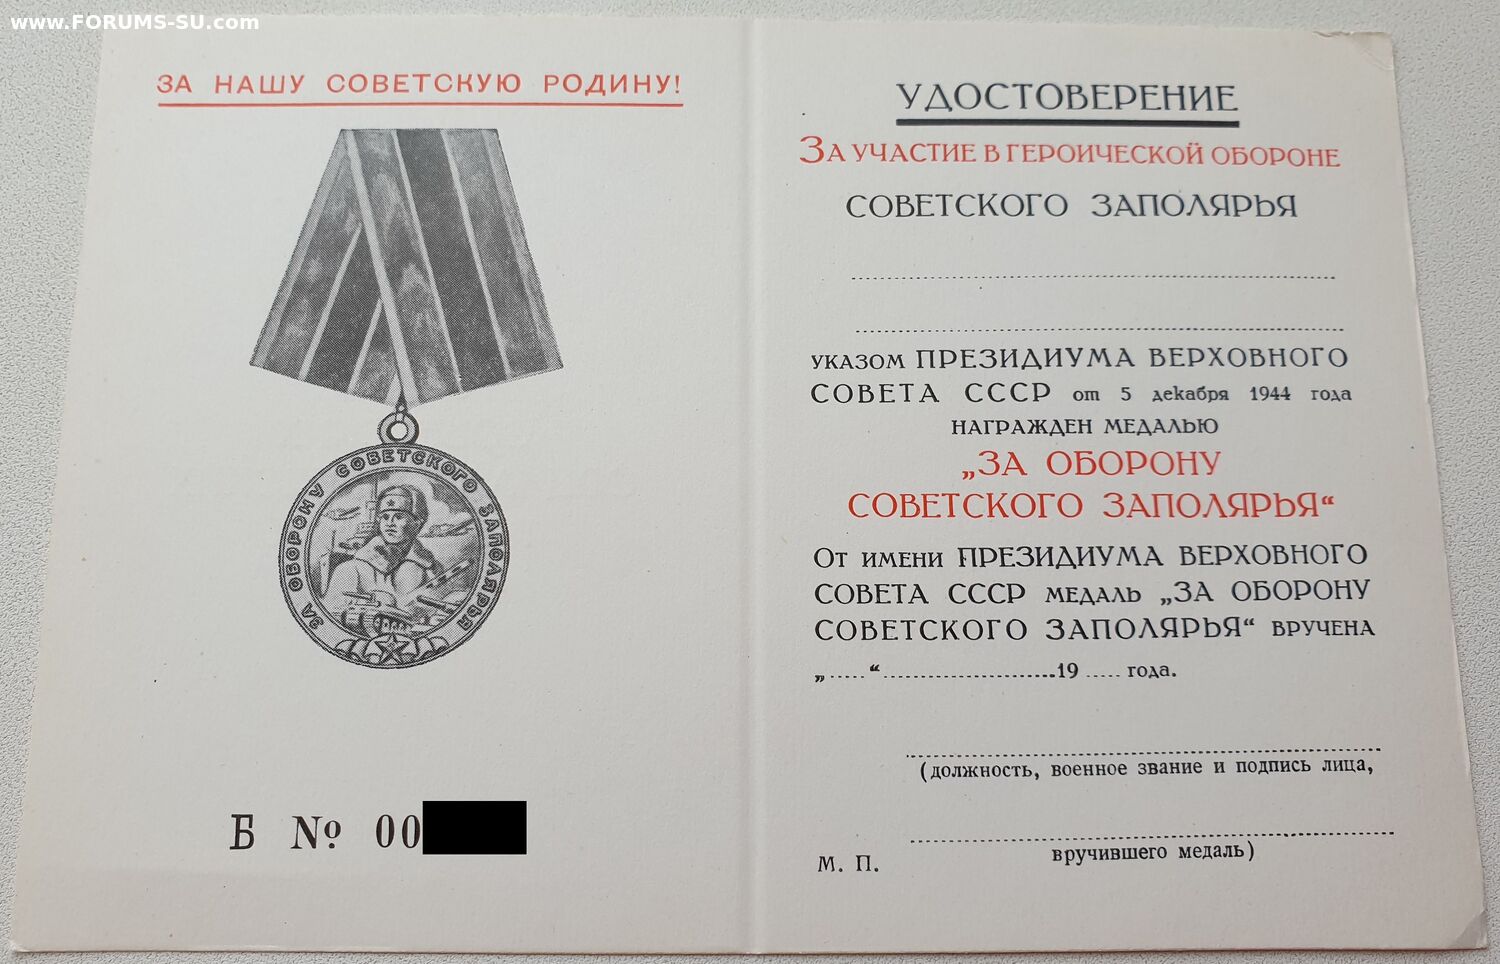 www.FORUMS-SU.com
ЗА НАШУ СОВЕТСКУЮ РОДИНУ!
ЗА ОБОРОНУ СОВЕТСКОГО ЗАПОЛЯРЬЯ
Б № 00
УДОСТОВЕРЕНИЕ
ЗА УЧАСТИЕ В ГЕРОИЧЕСКОЙ ОБОРОНЕ
СОВЕТСКОГО ЗАПОЛЯРЬЯ
УКАЗОМ ПРЕЗИДИУМА ВЕРХОВНОГО
СОВЕТА СССР от 5 декабря 1944 года
НАГРАЖДЕН МЕДАЛЬЮ
„ЗА ОБОРОНУ
СОВЕТСКОГО ЗАПОЛЯРЬЯ“
ОТ ИМЕНИ ПРЕЗИДИУМА ВЕРХОВНОГО
СОВЕТА СССР МЕДАЛЬ „ЗА ОБОРОНУ
СОВЕТСКОГО ЗАПОЛЯРЬЯ“ ВРУЧЕНА
„.....“........................19 ..... года.
(должность, военное звание и подпись лица,
вручившего медаль)
М. П.